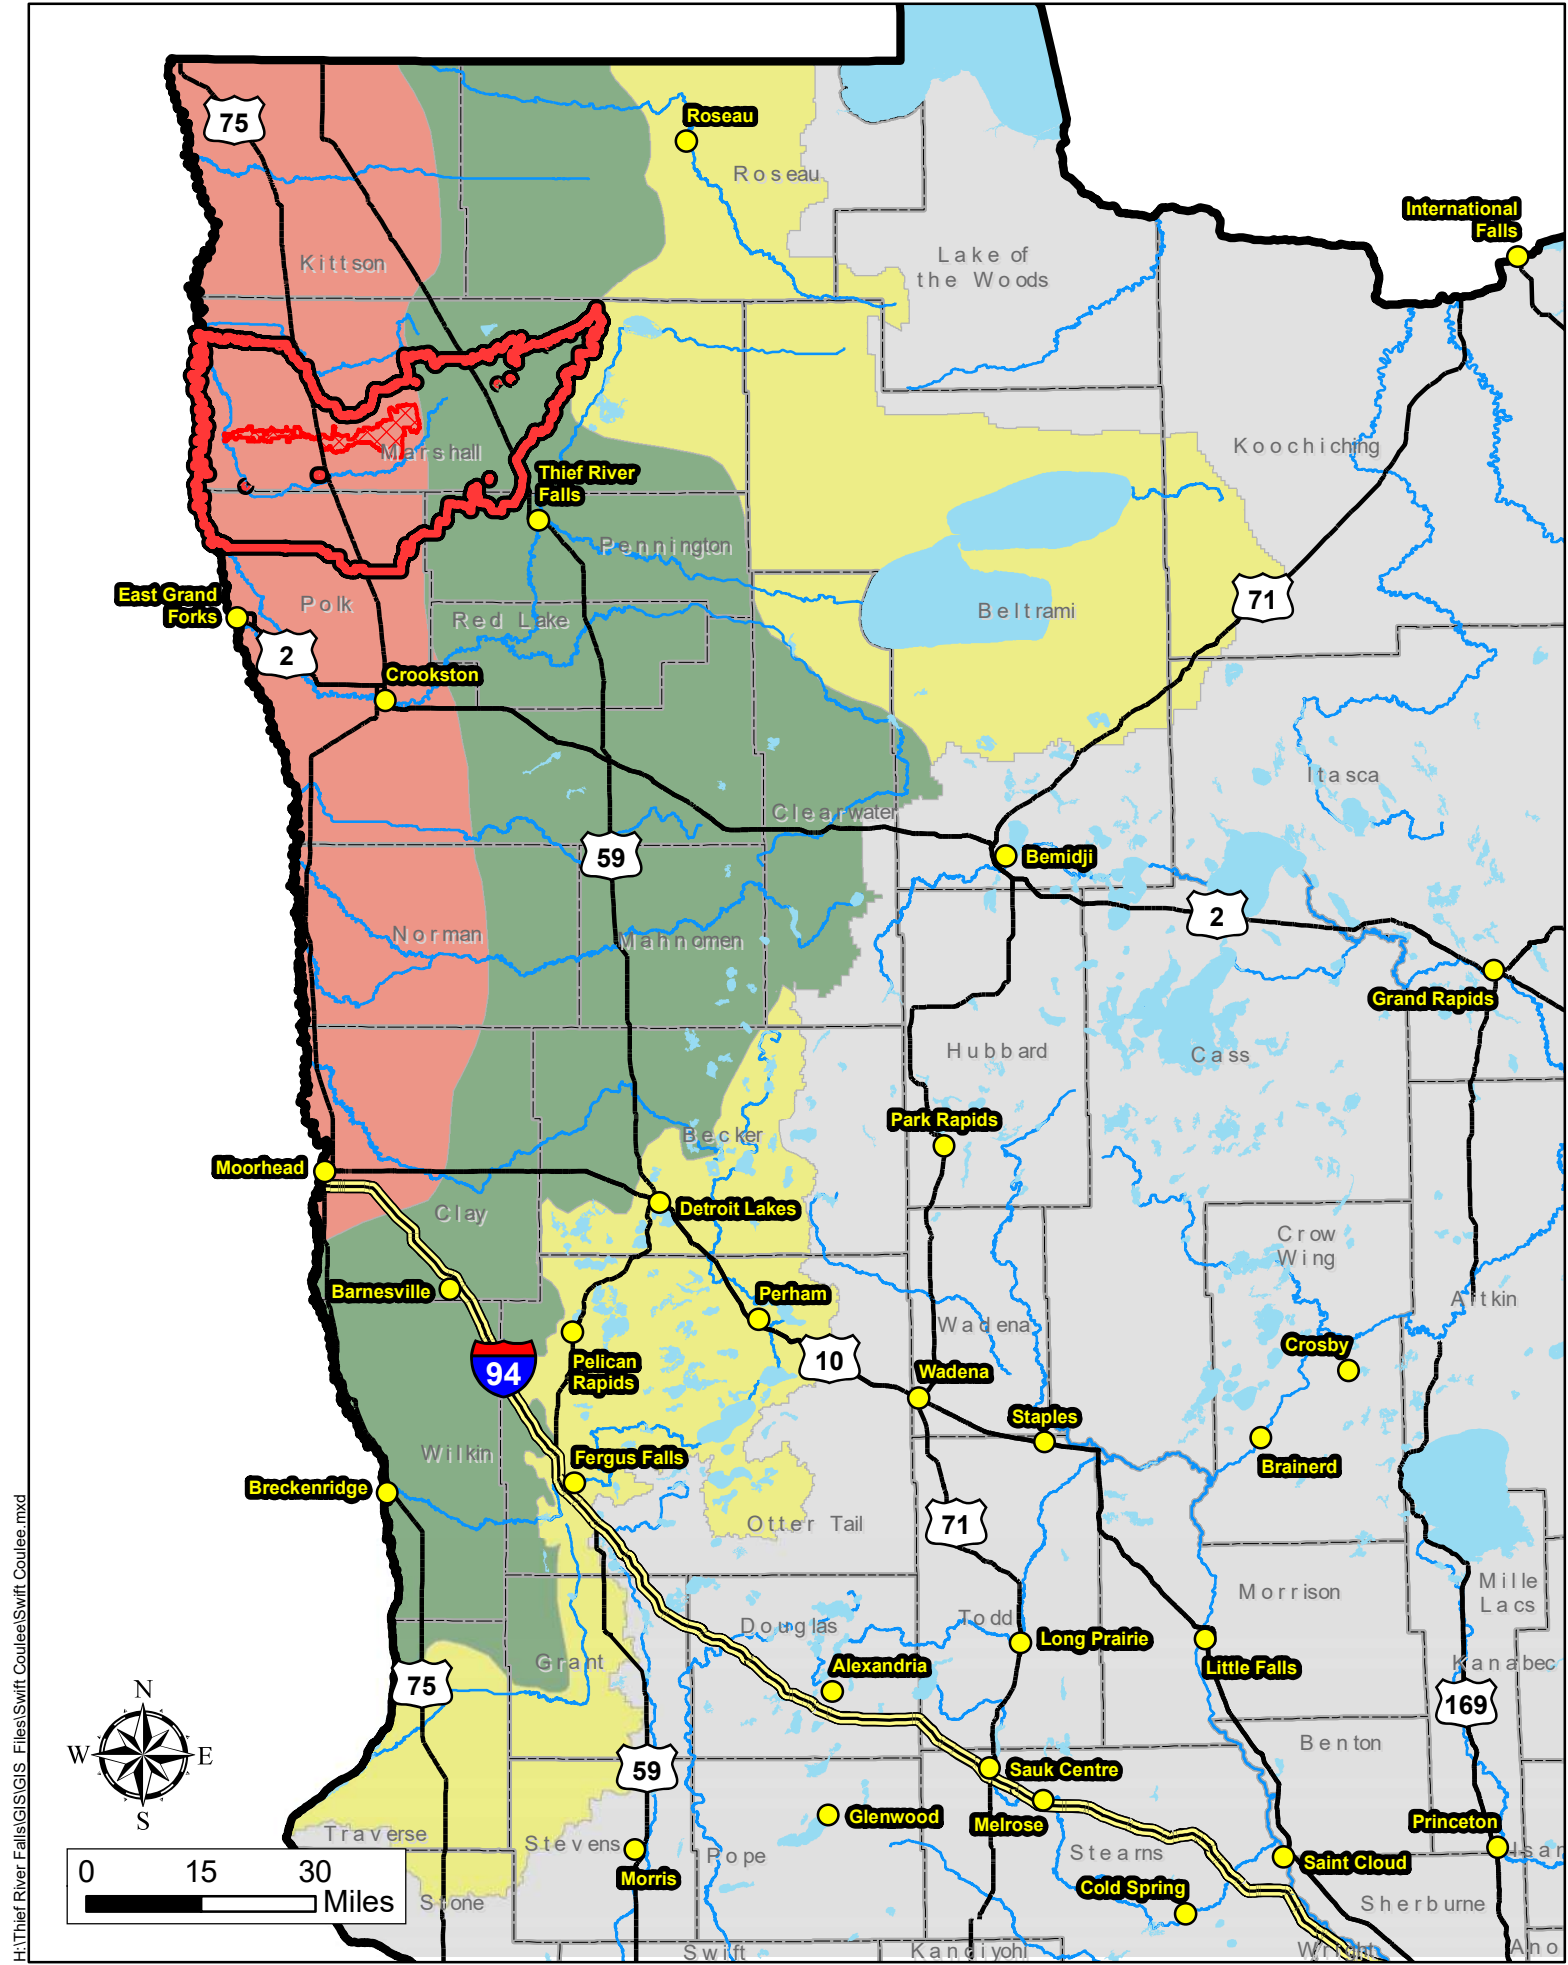 75
Roseau
Roseau
International
Falls
Kittson
Lake of
the Woods
Marshall
Koochiching
Thief River
Falls
Pennington
East Grand
Forks
Polk
Red Lake
Beltrami
71
2
Crookston
Itasca
Clearwater
59
Bemidji
2
Norman
Mahnomen
Grand Rapids
Hubbard
Cass
Park Rapids
Becker
Moorhead
Clay
Detroit Lakes
Crow
Wing
Barnesville
Perham
Aitkin
Wadena
Crosby
94
Pelican
Rapids
10
Wadena
Staples
Wilkin
Fergus Falls
Brainerd
Breckenridge
Otter Tail
71
Morrison
Mille
Lacs
Douglas
Todd
Long Prairie
Grant
Alexandria
Little Falls
Kanabec
75
N
W E
S
169
Benton
59
Sauk Centre
Glenwood
Melrose
Princeton
Traverse
Stevens
Pope
Stearns
Isan
Morris
Saint Cloud
0 15 30
Miles
Stone
Cold Spring
Sherburne
Swift
Kandiyohi
Wright
Ano
H:\Thief River Falls\GIS\GIS_Files\Swift Coulee\Swift Coulee.mxd